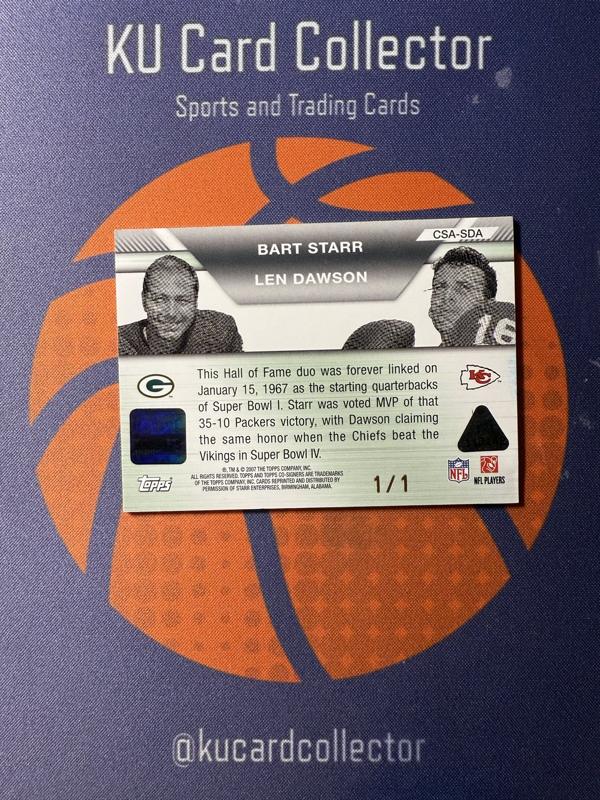 KU Card Collector
Sports and Trading Cards
CSA-SDA
BART STARR
LEN DAWSON
16
This Hall of Fame duo was forever linked on
January 15, 1967 as the starting quarterbacks
of Super Bowl I. Starr was voted MVP of that
35-10 Packers victory, with Dawson claiming
the same honor when the Chiefs beat the
Vikings in Super Bowl IV.
G
KC
Topps
®, TM & © 2007 THE TOPPS COMPANY, INC.
ALL RIGHTS RESERVED. TOPPS AND TOPPS CO-SIGNERS ARE TRADEMARKS
OF THE TOPPS COMPANY, INC. CARDS REPRINTED AND DISTRIBUTED BY
PERMISSION OF STARR ENTERPRISES, BIRMINGHAM, ALABAMA.
1/1
NFL
NFL PLAYERS
@kucardcollector